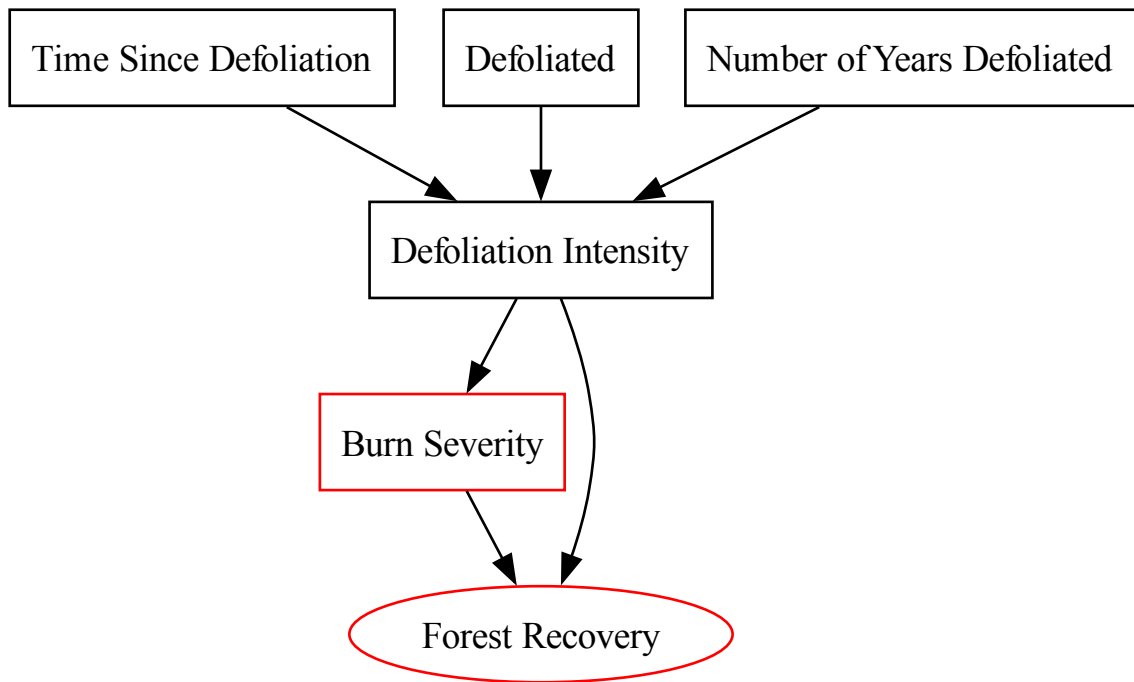 Time Since Defoliation
Defoliated
Number of Years Defoliated
Defoliation Intensity
Burn Severity
Forest Recovery